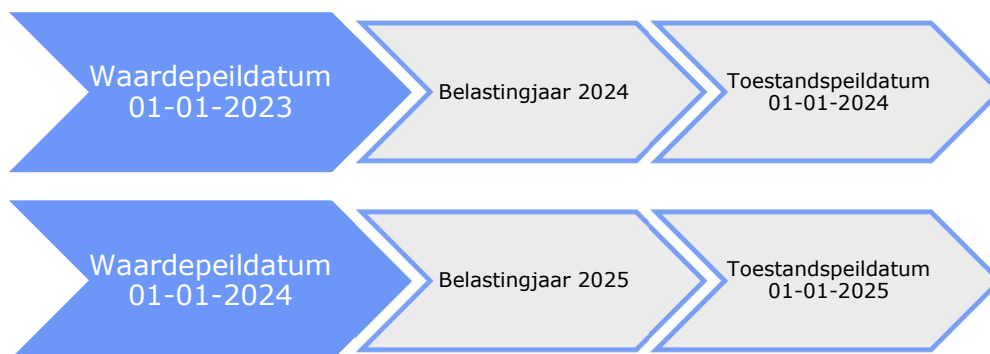 Waardepeildatum
01-01-2023
Belastingjaar 2024
Toestandspeildatum
01-01-2024
Waardepeildatum
01-01-2024
Belastingjaar 2025
Toestandspeildatum
01-01-2025